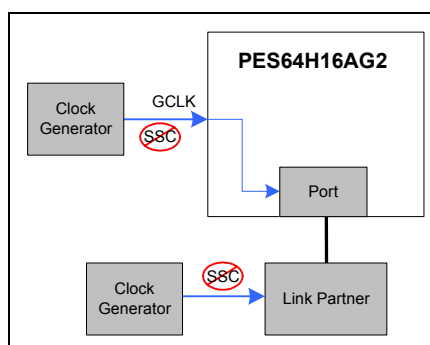 PES64H16AG2
Clock
Generator
GCLK
SSC
Port
SSC
Clock
Generator
Link Partner